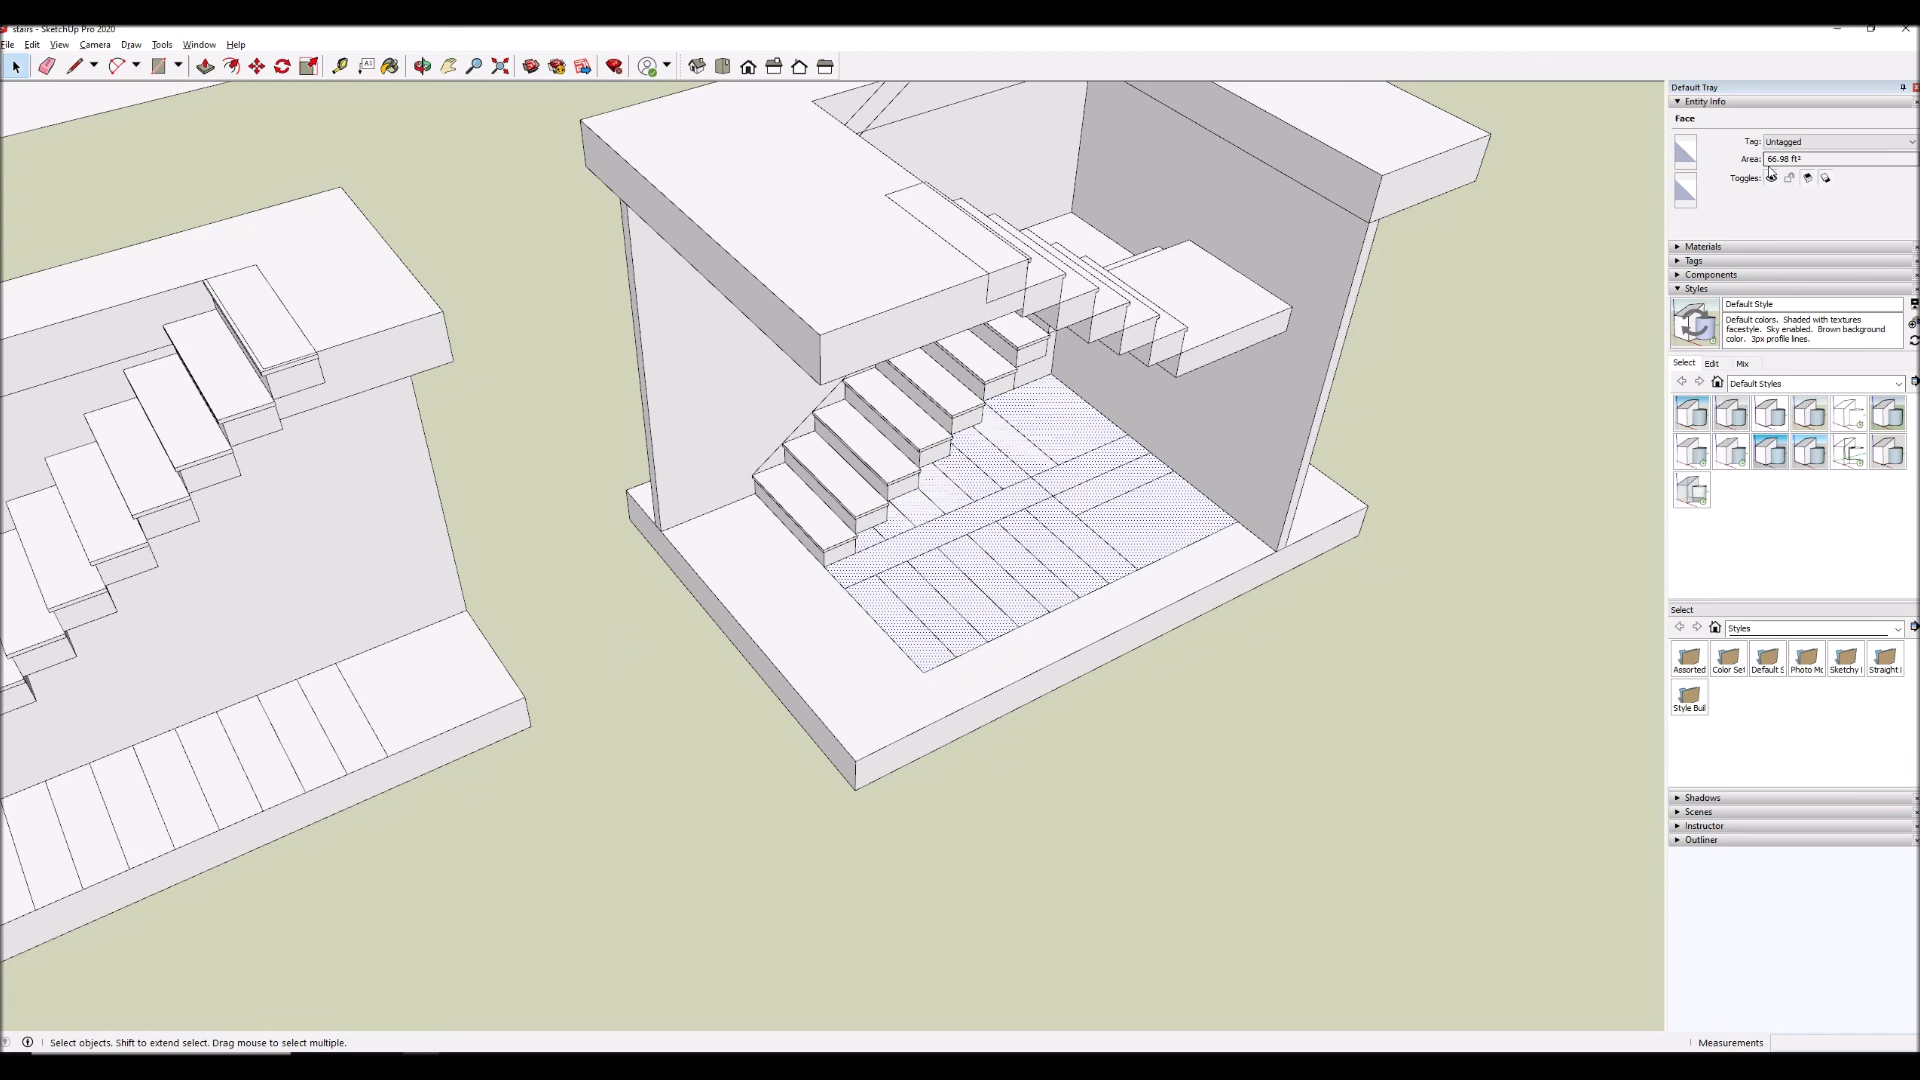 stairs - SketchUp Pro 2020
File Edit View Camera Draw Tools Window Help
Default Tray
Entity Info
Face
Tag: Untagged
Area: 66.98 ft²
Toggles:
Materials
Tags
Components
Styles
Default Style
Default colors. Shaded with textures
facestyle. Sky enabled. Brown background
color. 3px profile lines.
Select Edit Mix
Default Styles
Select
Styles
Assorted Color Set Default S Photo Mo Sketchy I Straight I
Style Buil
Shadows
Scenes
Instructor
Outliner
Select objects. Shift to extend select. Drag mouse to select multiple.
Measurements